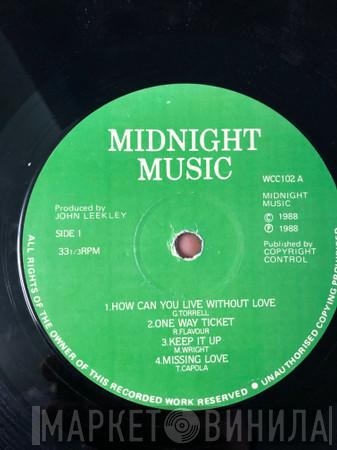 MIDNIGHT
MUSIC
WCC102 A
Produced by
JOHN LEEKLEY
SIDE 1
33 1/3 RPM
MIDNIGHT
MUSIC
© 1988
℗ 1988
Published by
COPYRIGHT
CONTROL
1.HOW CAN YOU LIVE WITHOUT LOVE
G.TORRELL
2.ONE WAY TICKET
R.FLAVOUR
3.KEEP IT UP
M.WRIGHT
4.MISSING LOVE
T.CAPOLA
ALL RIGHTS OF THE OWNER OF THIS RECORDED WORK RESERVED • UNAUTHORISED COPYING
МАРКЕТ ВИНИЛА